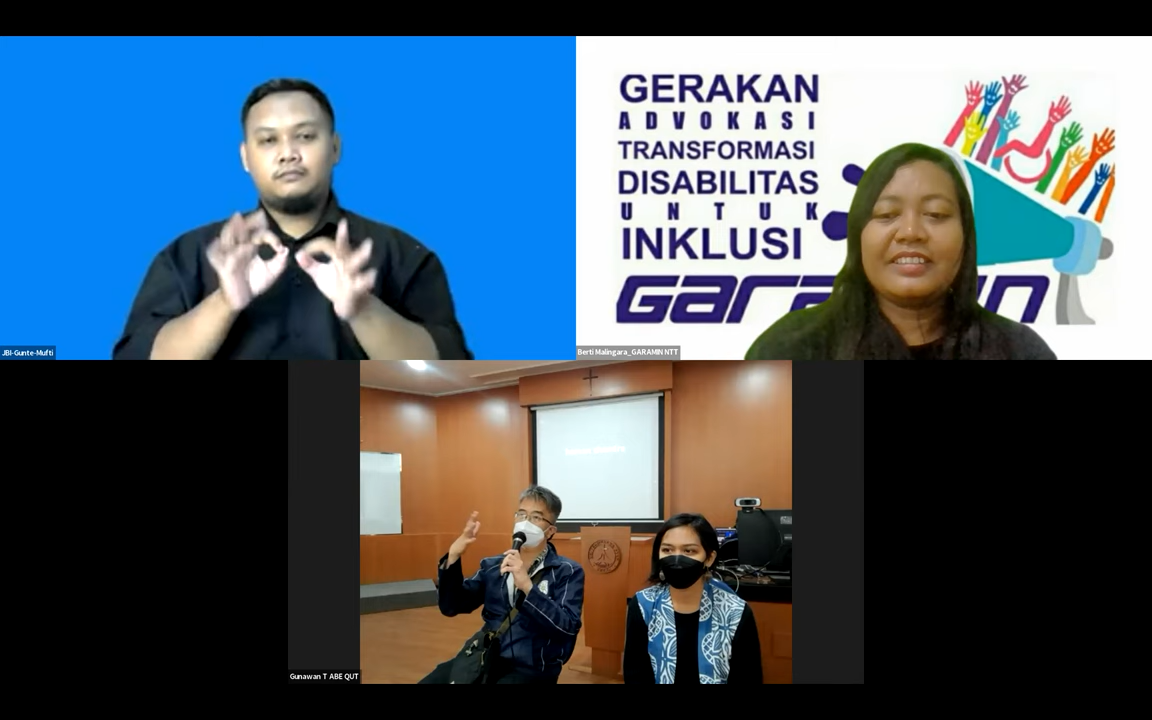 GERAKAN
ADVOKASI
TRANSFORMASI
DISABILITAS
UNTUK
INKLUSI
JBI-Gunte-Mufti
Berti Malingara_GARAMIN NTT
Gunawan T ABE QUT